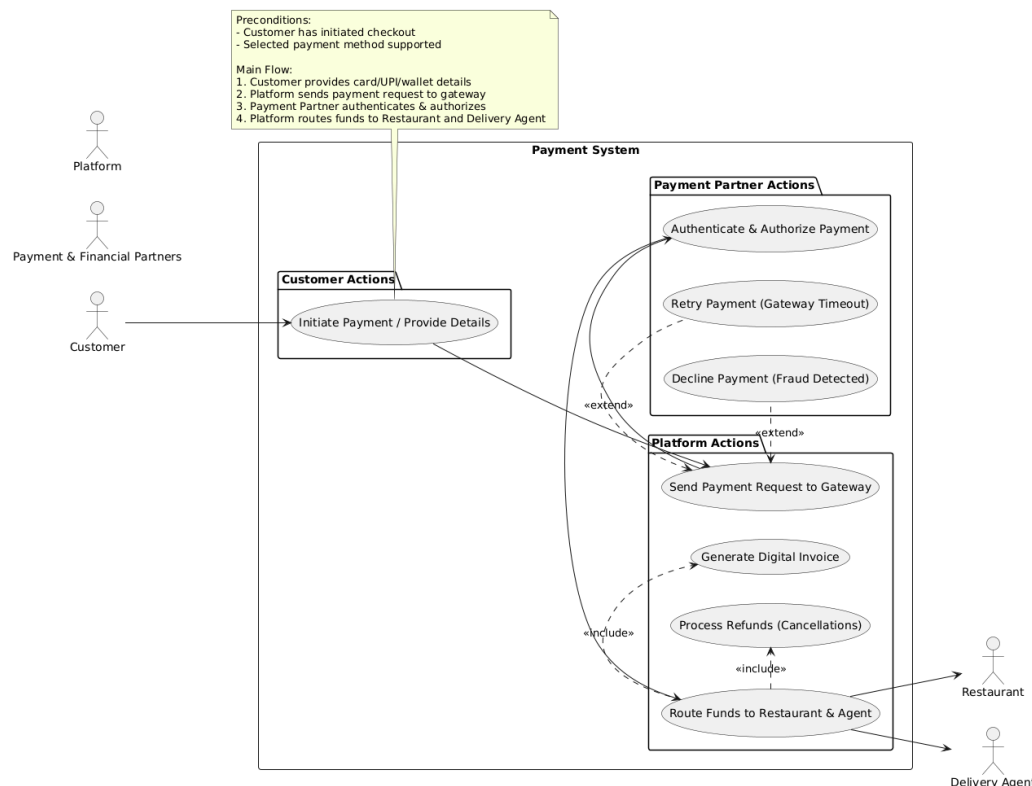 Preconditions:
- Customer has initiated checkout
- Selected payment method supported
Main Flow:
1. Customer provides card/UPI/wallet details
2. Platform sends payment request to gateway
3. Payment Partner authenticates & authorizes
4. Platform routes funds to Restaurant and Delivery Agent
Platform
Payment & Financial Partners
Customer
Payment System
Customer Actions
Initiate Payment / Provide Details
Payment Partner Actions
Authenticate & Authorize Payment
Retry Payment (Gateway Timeout)
Decline Payment (Fraud Detected)
«extend»
«extend»
Platform Actions
Send Payment Request to Gateway
Generate Digital Invoice
Process Refunds (Cancellations)
«include»
«include»
Route Funds to Restaurant & Agent
Restaurant
Delivery Agent